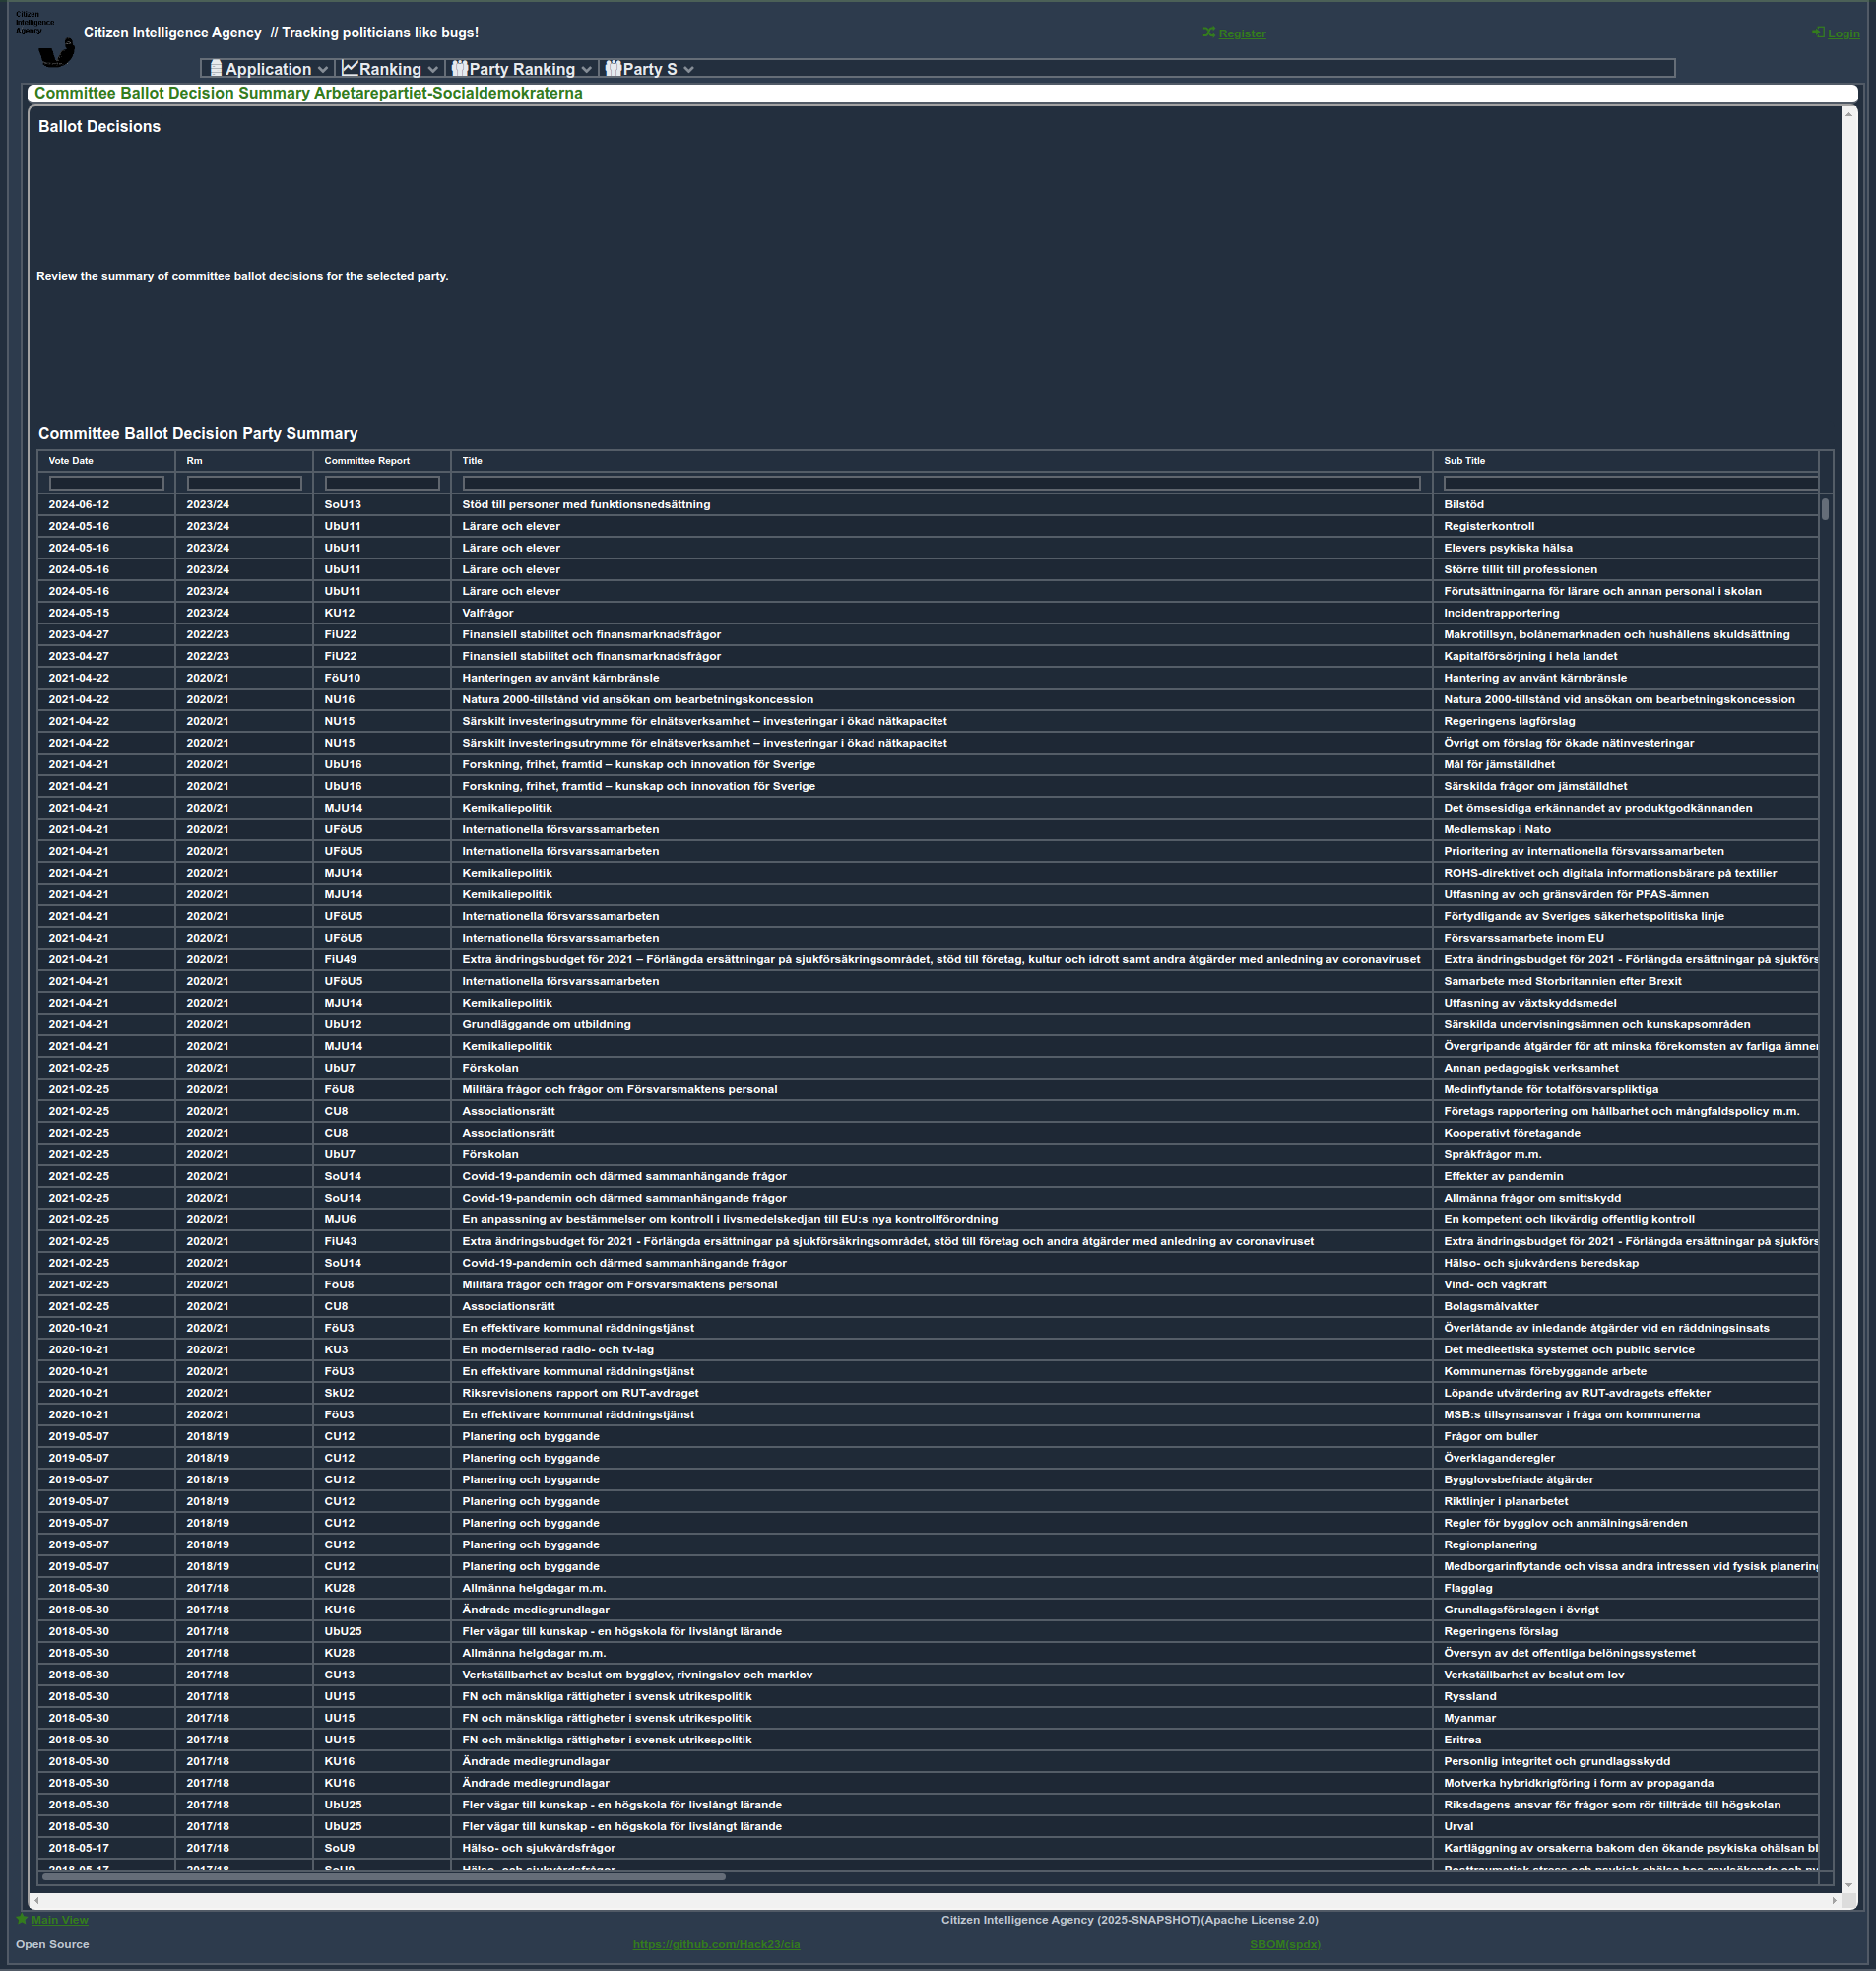 Citizen
Intelligence
Agency
Citizen Intelligence Agency // Tracking politicians like bugs!
Register
Login
Application Ranking Party Ranking Party S
Committee Ballot Decision Summary Arbetarepartiet-Socialdemokraterna
Ballot Decisions
Review the summary of committee ballot decisions for the selected party.
Committee Ballot Decision Party Summary
Vote Date Rm Committee Report Title Sub Title
2024-06-12 2023/24 SoU13 Stöd till personer med funktionsnedsättning Bilstöd
2024-05-16 2023/24 UbU11 Lärare och elever Registerkontroll
2024-05-16 2023/24 UbU11 Lärare och elever Elevers psykiska hälsa
2024-05-16 2023/24 UbU11 Lärare och elever Större tillit till professionen
2024-05-16 2023/24 UbU11 Lärare och elever Förutsättningarna för lärare och annan personal i skolan
2024-05-15 2023/24 KU12 Valfrågor Incidentrapportering
2023-04-27 2022/23 FiU22 Finansiell stabilitet och finansmarknadsfrågor Makrotillsyn, bolånemarknaden och hushållens skuldsättning
2023-04-27 2022/23 FiU22 Finansiell stabilitet och finansmarknadsfrågor Kapitalförsörjning i hela landet
2021-04-22 2020/21 FöU10 Hanteringen av använt kärnbränsle Hantering av använt kärnbränsle
2021-04-22 2020/21 NU16 Natura 2000-tillstånd vid ansökan om bearbetningskoncession Natura 2000-tillstånd vid ansökan om bearbetningskoncession
2021-04-22 2020/21 NU15 Särskilt investeringsutrymme för elnätsverksamhet – investeringar i ökad nätkapacitet Regeringens lagförslag
2021-04-22 2020/21 NU15 Särskilt investeringsutrymme för elnätsverksamhet – investeringar i ökad nätkapacitet Övrigt om förslag för ökade nätinvesteringar
2021-04-21 2020/21 UbU16 Forskning, frihet, framtid – kunskap och innovation för Sverige Mål för jämställdhet
2021-04-21 2020/21 UbU16 Forskning, frihet, framtid – kunskap och innovation för Sverige Särskilda frågor om jämställdhet
2021-04-21 2020/21 MJU14 Kemikaliepolitik Det ömsesidiga erkännandet av produktgodkännanden
2021-04-21 2020/21 UFöU5 Internationella försvarssamarbeten Medlemskap i Nato
2021-04-21 2020/21 UFöU5 Internationella försvarssamarbeten Prioritering av internationella försvarssamarbeten
2021-04-21 2020/21 MJU14 Kemikaliepolitik ROHS-direktivet och digitala informationsbärare på textilier
2021-04-21 2020/21 MJU14 Kemikaliepolitik Utfasning av och gränsvärden för PFAS-ämnen
2021-04-21 2020/21 UFöU5 Internationella försvarssamarbeten Förtydligande av Sveriges säkerhetspolitiska linje
2021-04-21 2020/21 UFöU5 Internationella försvarssamarbeten Försvarssamarbete inom EU
2021-04-21 2020/21 FiU49 Extra ändringsbudget för 2021 – Förlängda ersättningar på sjukförsäkringsområdet, stöd till företag, kultur och idrott samt andra åtgärder med anledning av coronaviruset Extra ändringsbudget för 2021 - Förlängda ersättningar på sjukförs
2021-04-21 2020/21 UFöU5 Internationella försvarssamarbeten Samarbete med Storbritannien efter Brexit
2021-04-21 2020/21 MJU14 Kemikaliepolitik Utfasning av växtskyddsmedel
2021-04-21 2020/21 UbU12 Grundläggande om utbildning Särskilda undervisningsämnen och kunskapsområden
2021-04-21 2020/21 MJU14 Kemikaliepolitik Övergripande åtgärder för att minska förekomsten av farliga ämnen
2021-02-25 2020/21 UbU7 Förskolan Annan pedagogisk verksamhet
2021-02-25 2020/21 FöU8 Militära frågor och frågor om Försvarsmaktens personal Medinflytande för totalförsvarspliktiga
2021-02-25 2020/21 CU8 Associationsrätt Företags rapportering om hållbarhet och mångfaldspolicy m.m.
2021-02-25 2020/21 CU8 Associationsrätt Kooperativt företagande
2021-02-25 2020/21 UbU7 Förskolan Språkfrågor m.m.
2021-02-25 2020/21 SoU14 Covid-19-pandemin och därmed sammanhängande frågor Effekter av pandemin
2021-02-25 2020/21 SoU14 Covid-19-pandemin och därmed sammanhängande frågor Allmänna frågor om smittskydd
2021-02-25 2020/21 MJU6 En anpassning av bestämmelser om kontroll i livsmedelskedjan till EU:s nya kontrollförordning En kompetent och likvärdig offentlig kontroll
2021-02-25 2020/21 FiU43 Extra ändringsbudget för 2021 - Förlängda ersättningar på sjukförsäkringsområdet, stöd till företag och andra åtgärder med anledning av coronaviruset Extra ändringsbudget för 2021 - Förlängda ersättningar på sjukförs
2021-02-25 2020/21 SoU14 Covid-19-pandemin och därmed sammanhängande frågor Hälso- och sjukvårdens beredskap
2021-02-25 2020/21 FöU8 Militära frågor och frågor om Försvarsmaktens personal Vind- och vågkraft
2021-02-25 2020/21 CU8 Associationsrätt Bolagsmålvakter
2020-10-21 2020/21 FöU3 En effektivare kommunal räddningstjänst Överlåtande av inledande åtgärder vid en räddningsinsats
2020-10-21 2020/21 KU3 En moderniserad radio- och tv-lag Det medieetiska systemet och public service
2020-10-21 2020/21 FöU3 En effektivare kommunal räddningstjänst Kommunernas förebyggande arbete
2020-10-21 2020/21 SkU2 Riksrevisionens rapport om RUT-avdraget Löpande utvärdering av RUT-avdragets effekter
2020-10-21 2020/21 FöU3 En effektivare kommunal räddningstjänst MSB:s tillsynsansvar i fråga om kommunerna
2019-05-07 2018/19 CU12 Planering och byggande Frågor om buller
2019-05-07 2018/19 CU12 Planering och byggande Överklaganderegler
2019-05-07 2018/19 CU12 Planering och byggande Bygglovsbefriade åtgärder
2019-05-07 2018/19 CU12 Planering och byggande Riktlinjer i planarbetet
2019-05-07 2018/19 CU12 Planering och byggande Regler för bygglov och anmälningsärenden
2019-05-07 2018/19 CU12 Planering och byggande Regionplanering
2019-05-07 2018/19 CU12 Planering och byggande Medborgarinflytande och vissa andra intressen vid fysisk planering
2018-05-30 2017/18 KU28 Allmänna helgdagar m.m. Flagglag
2018-05-30 2017/18 KU16 Ändrade mediegrundlagar Grundlagsförslagen i övrigt
2018-05-30 2017/18 UbU25 Fler vägar till kunskap - en högskola för livslångt lärande Regeringens förslag
2018-05-30 2017/18 KU28 Allmänna helgdagar m.m. Översyn av det offentliga belöningssystemet
2018-05-30 2017/18 CU13 Verkställbarhet av beslut om bygglov, rivningslov och marklov Verkställbarhet av beslut om lov
2018-05-30 2017/18 UU15 FN och mänskliga rättigheter i svensk utrikespolitik Ryssland
2018-05-30 2017/18 UU15 FN och mänskliga rättigheter i svensk utrikespolitik Myanmar
2018-05-30 2017/18 UU15 FN och mänskliga rättigheter i svensk utrikespolitik Eritrea
2018-05-30 2017/18 KU16 Ändrade mediegrundlagar Personlig integritet och grundlagsskydd
2018-05-30 2017/18 KU16 Ändrade mediegrundlagar Motverka hybridkrigföring i form av propaganda
2018-05-30 2017/18 UbU25 Fler vägar till kunskap - en högskola för livslångt lärande Riksdagens ansvar för frågor som rör tillträde till högskolan
2018-05-30 2017/18 UbU25 Fler vägar till kunskap - en högskola för livslångt lärande Urval
2018-05-17 2017/18 SoU9 Hälso- och sjukvårdsfrågor Kartläggning av orsakerna bakom den ökande psykiska ohälsan bl
2018-05-17 2017/18 SoU9 Hälso- och sjukvårdsfrågor Posttraumatisk stress och psykisk ohälsa hos asylsökande och ny
Main View
Citizen Intelligence Agency (2025-SNAPSHOT)(Apache License 2.0)
Open Source
https://github.com/Hack23/cia
SBOM(spdx)